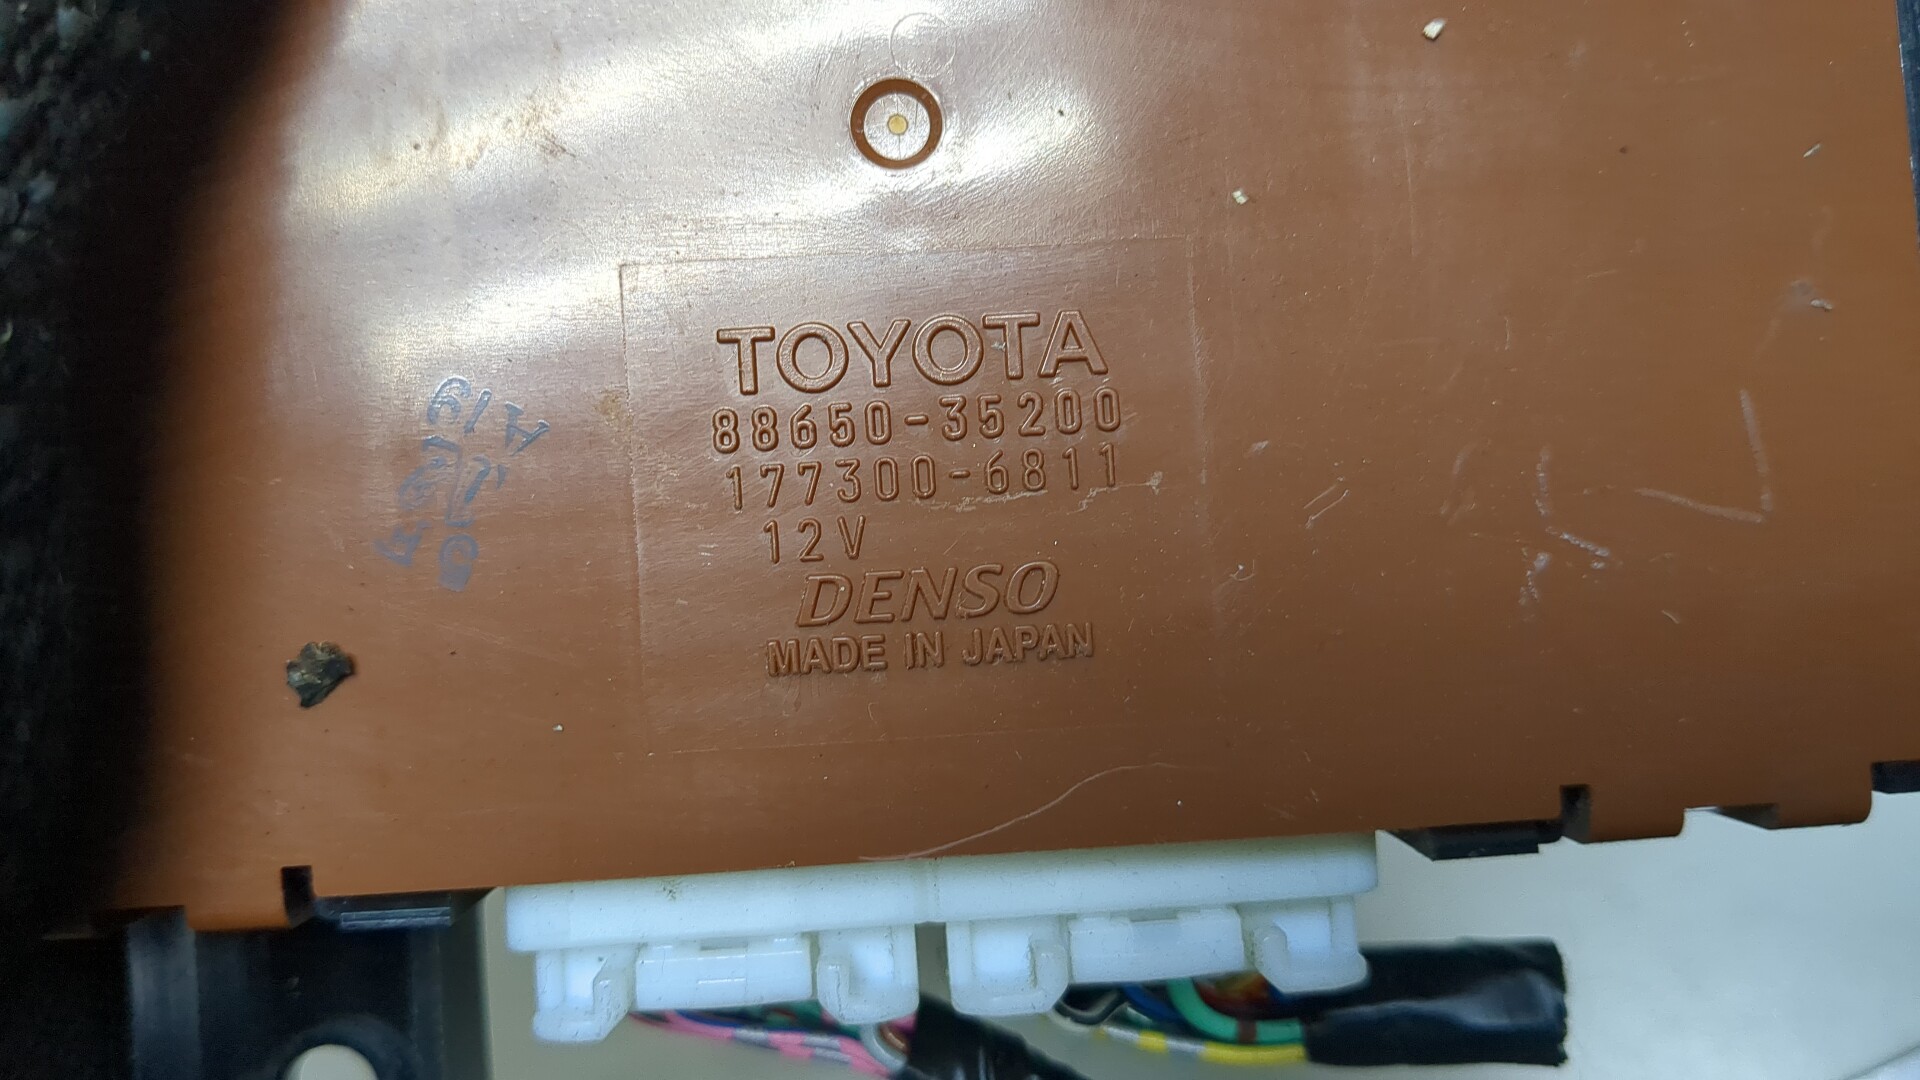 TOYOTA
88650-35200
177300-6811
12V
DENSO
MADE IN JAPAN